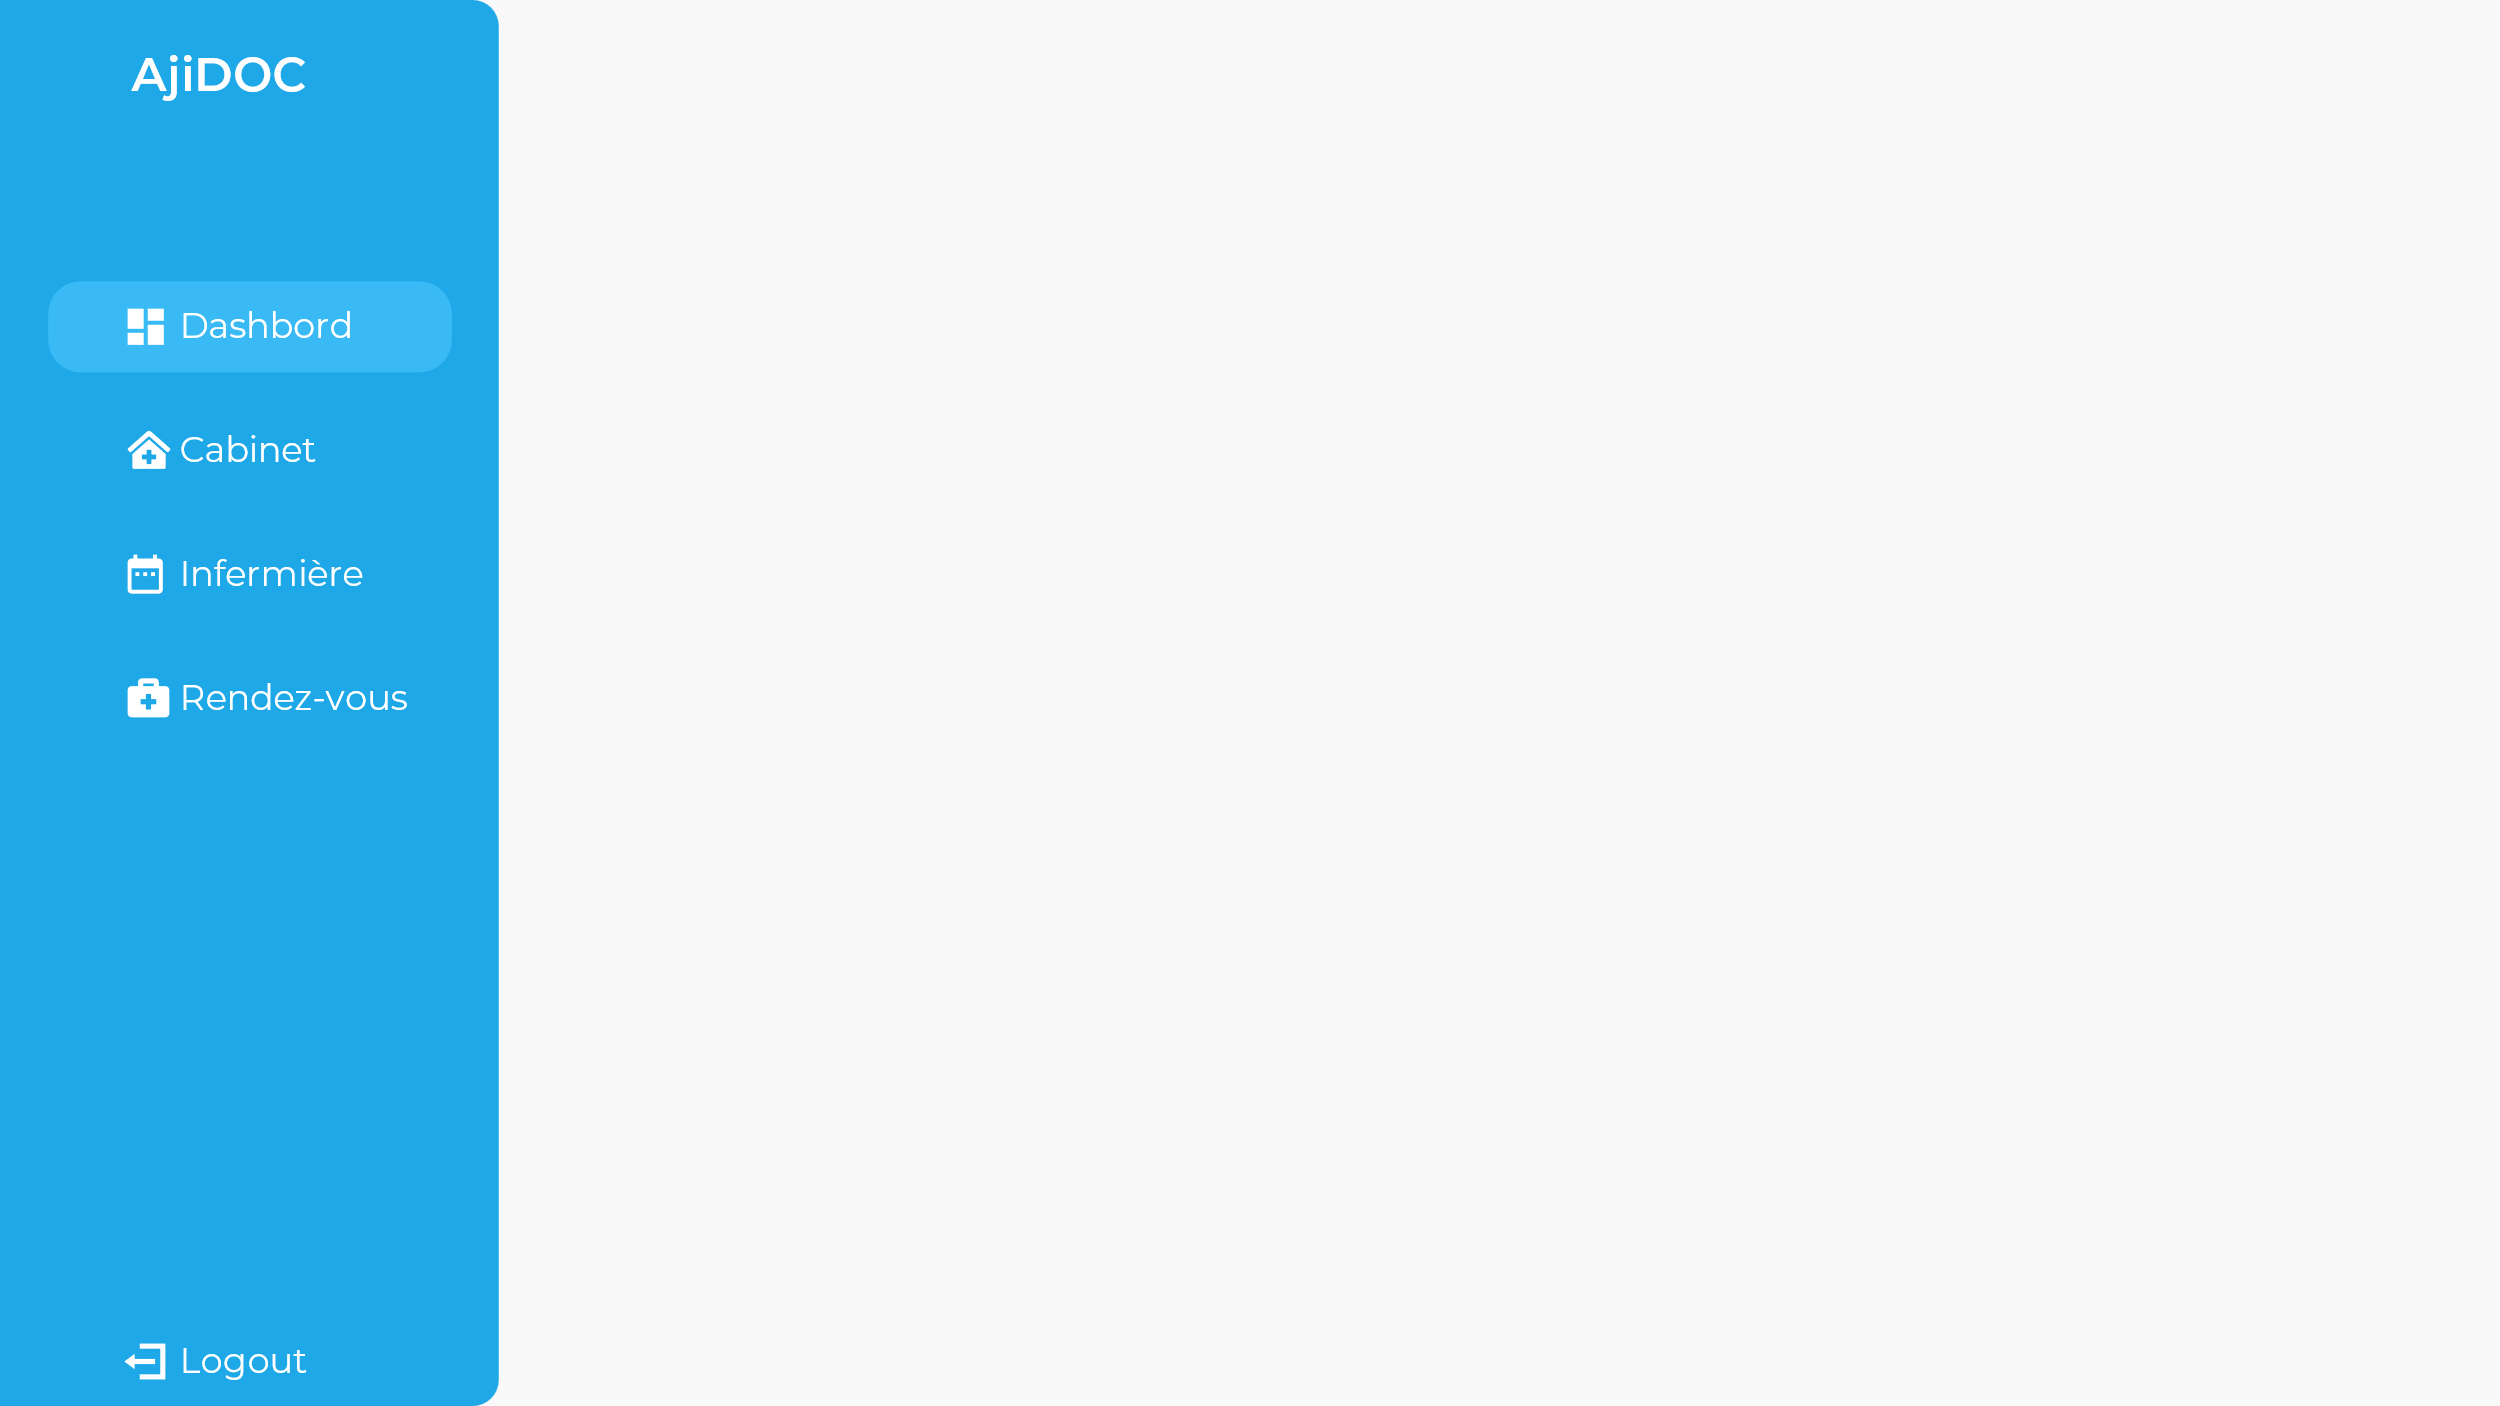 AjiDOC
Dashbord
Cabinet
Infermière
Rendez-vous
Logout